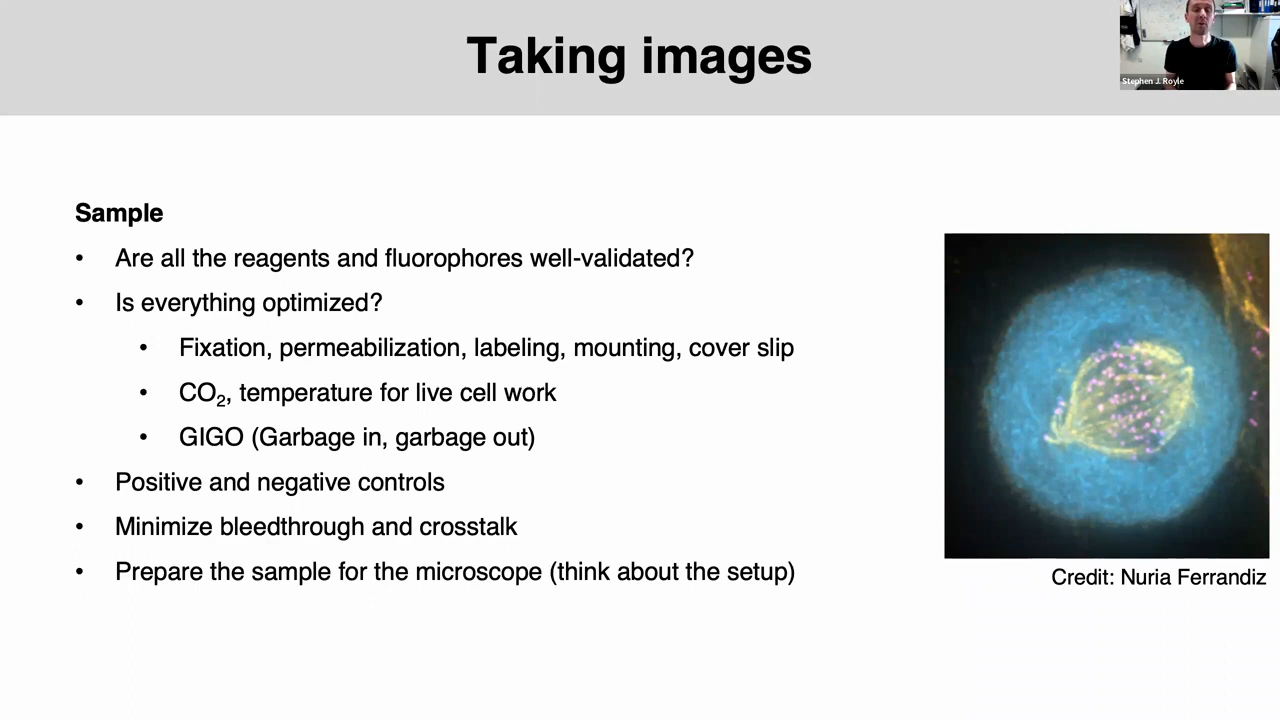 Taking images
Stephen J. Royle
Sample
• Are all the reagents and fluorophores well-validated?
• Is everything optimized?
• Fixation, permeabilization, labeling, mounting, cover slip
• CO₂, temperature for live cell work
• GIGO (Garbage in, garbage out)
• Positive and negative controls
• Minimize bleedthrough and crosstalk
• Prepare the sample for the microscope (think about the setup)
Credit: Nuria Ferrandiz